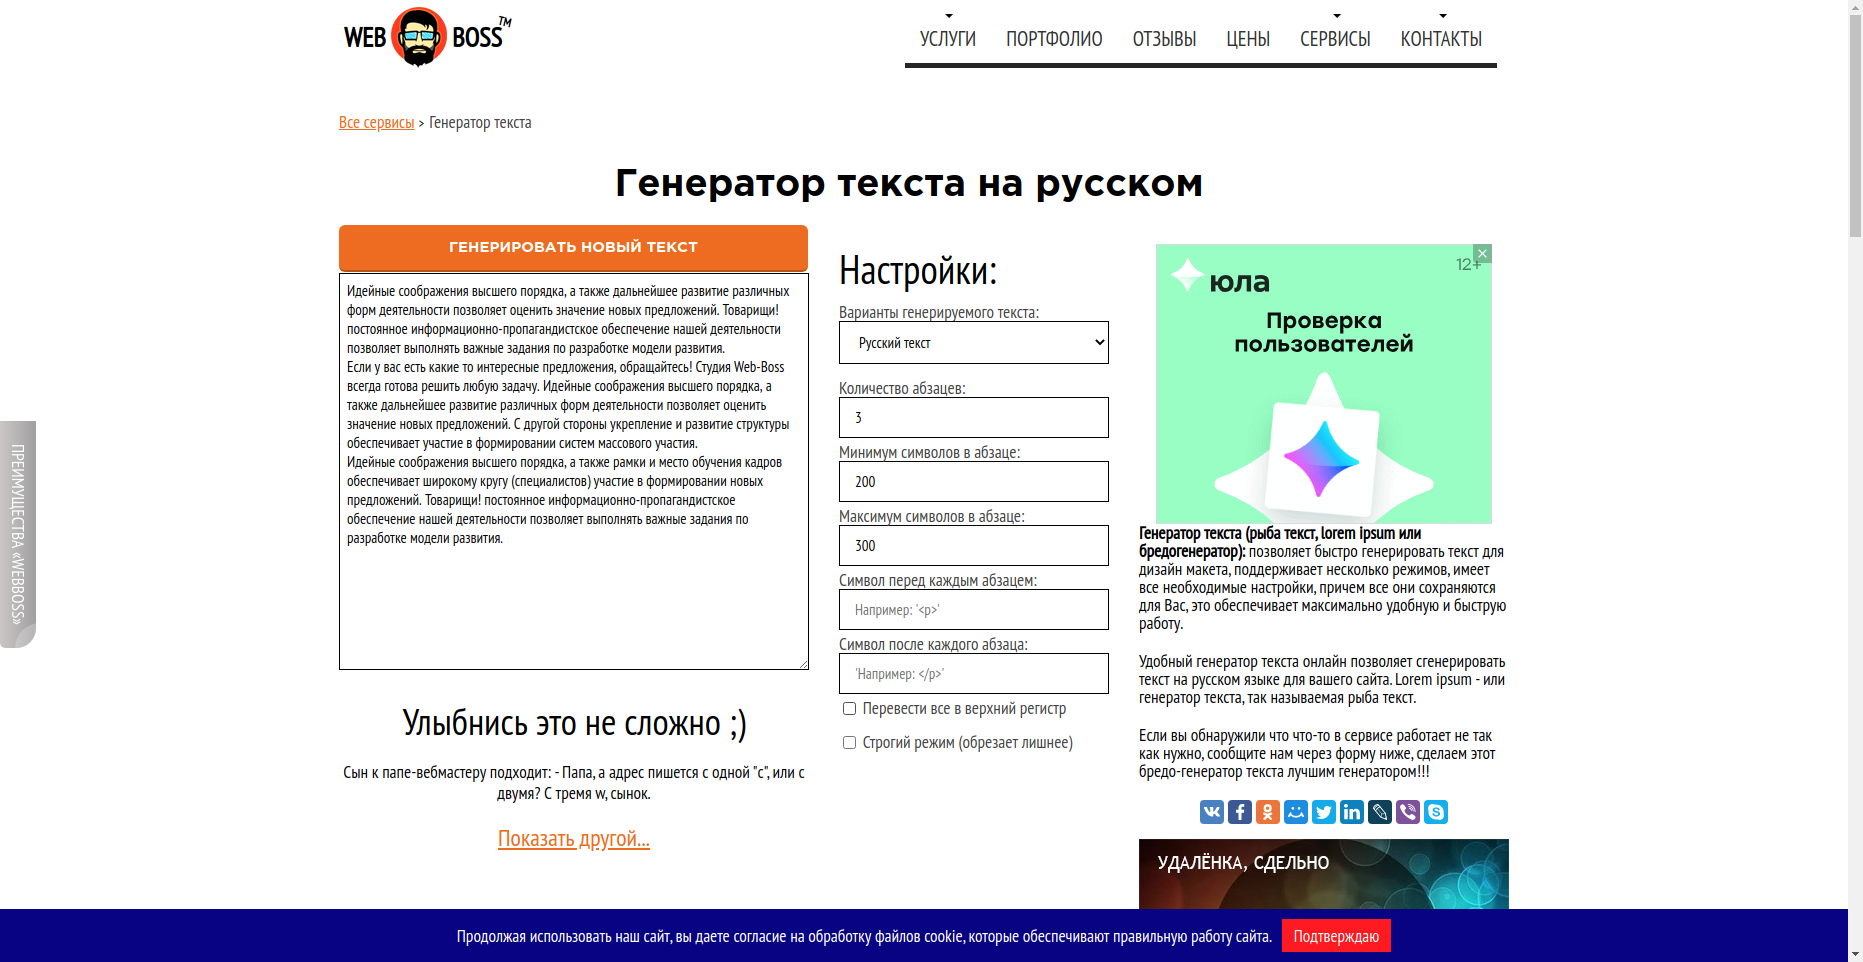 WEB BOSS TM
УСЛУГИ ПОРТФОЛИО ОТЗЫВЫ ЦЕНЫ СЕРВИСЫ КОНТАКТЫ
Все сервисы > Генератор текста
Генератор текста на русском
ГЕНЕРИРОВАТЬ НОВЫЙ ТЕКСТ
Идейные соображения высшего порядка, а также дальнейшее развитие различных
форм деятельности позволяет оценить значение новых предложений. Товарищи!
постоянное информационно-пропагандистское обеспечение нашей деятельности
позволяет выполнять важные задания по разработке модели развития.
Если у вас есть какие то интересные предложения, обращайтесь! Студия Web-Boss
всегда готова решить любую задачу. Идейные соображения высшего порядка, а
также дальнейшее развитие различных форм деятельности позволяет оценить
значение новых предложений. С другой стороны укрепление и развитие структуры
обеспечивает участие в формировании систем массового участия.
Идейные соображения высшего порядка, а также рамки и место обучения кадров
обеспечивает широкому кругу (специалистов) участие в формировании новых
предложений. Товарищи! постоянное информационно-пропагандистское
обеспечение нашей деятельности позволяет выполнять важные задания по
разработке модели развития.
Улыбнись это не сложно ;)
Сын к папе-вебмастеру подходит: - Папа, а адрес пишется с одной "с", или с
двумя? С тремя w, сынок.
Показать другой...
Настройки:
Варианты генерируемого текста:
Русский текст
Количество абзацев:
3
Минимум символов в абзаце:
200
Максимум символов в абзаце:
300
Символ перед каждым абзацем:
Например: '<p>'
Символ после каждого абзаца:
'Например: </p>'
Перевести все в верхний регистр
Строгий режим (обрезает лишнее)
юла
12+
Проверка
пользователей
Генератор текста (рыба текст, lorem ipsum или
бредогенератор): позволяет быстро генерировать текст для
дизайн макета, поддерживает несколько режимов, имеет
все необходимые настройки, причем все они сохраняются
для Вас, это обеспечивает максимально удобную и быструю
работу.
Удобный генератор текста онлайн позволяет сгенерировать
текст на русском языке для вашего сайта. Lorem ipsum - или
генератор текста, так называемая рыба текст.
Если вы обнаружили что что-то в сервисе работает не так
как нужно, сообщите нам через форму ниже, сделаем этот
бредо-генератор текста лучшим генератором!!!
УДАЛЁНКА, СДЕЛЬНО
ПРЕИМУЩЕСТВА «WEBBOSS»
Продолжая использовать наш сайт, вы даете согласие на обработку файлов cookie, которые обеспечивают правильную работу сайта. Подтверждаю